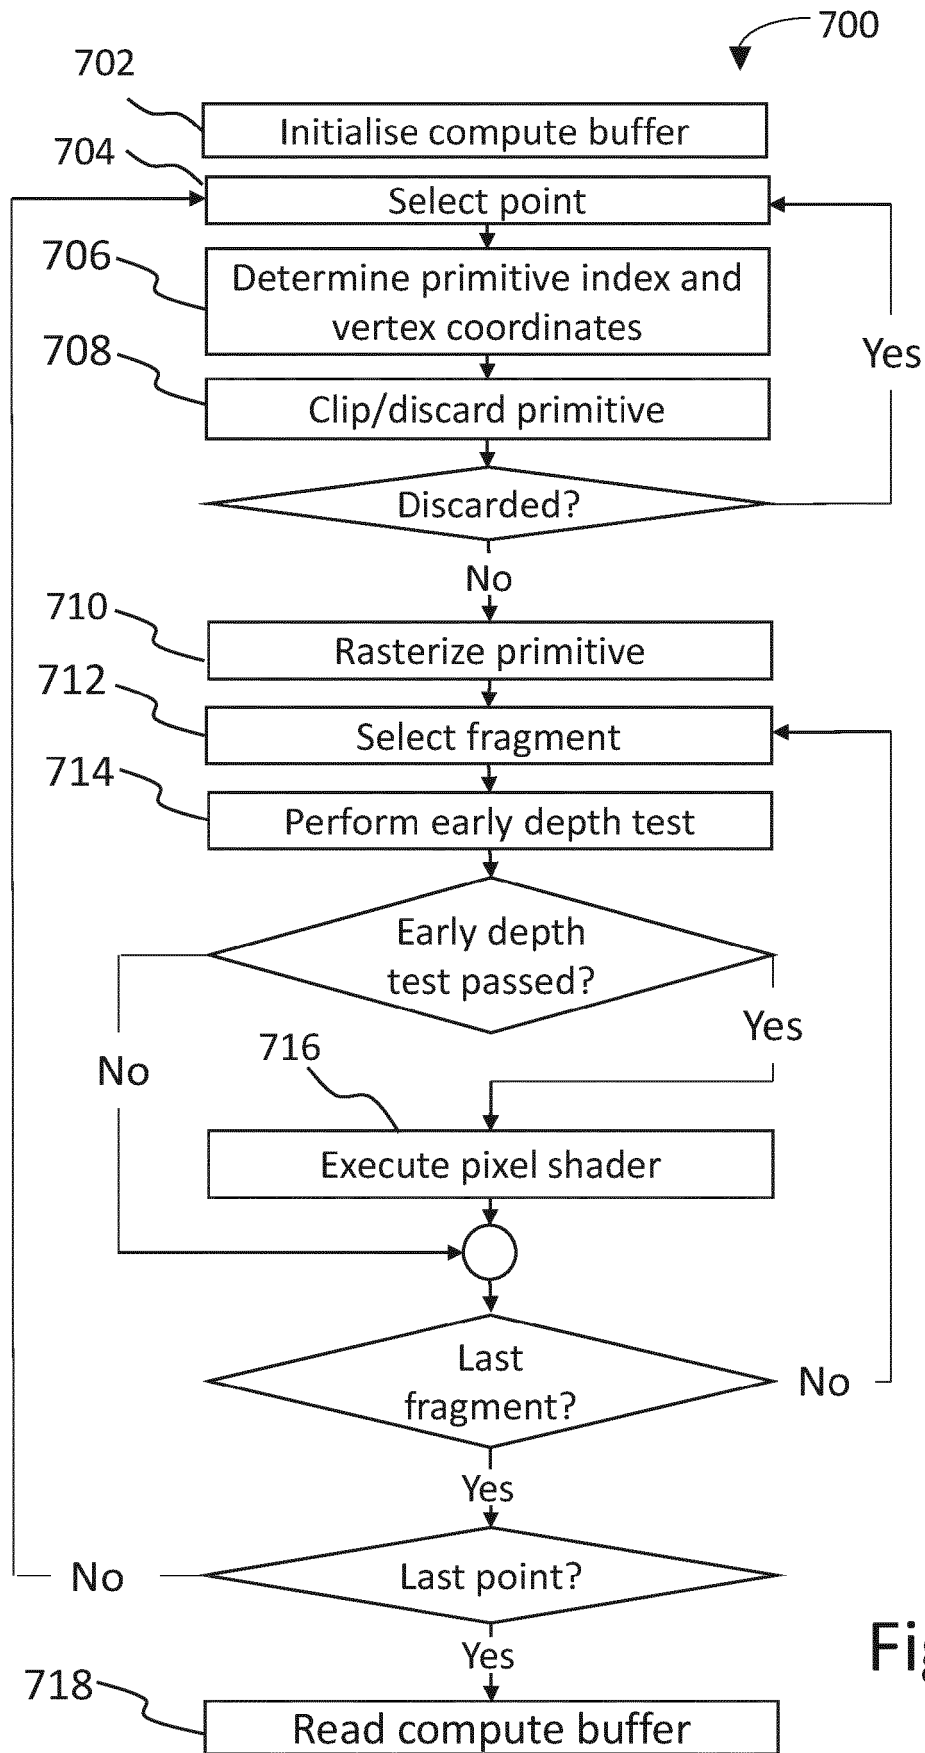 700
702
Initialise compute buffer
704
Select point
706
Determine primitive index and
vertex coordinates
708
Yes
Clip/discard primitive
Discarded?
No
710
Rasterize primitive
712
Select fragment
714
Perform early depth test
Early depth
test passed?
Yes
No
716
Execute pixel shader
Last
fragment?
No
Yes
Last point?
No
Yes
718
Read compute buffer